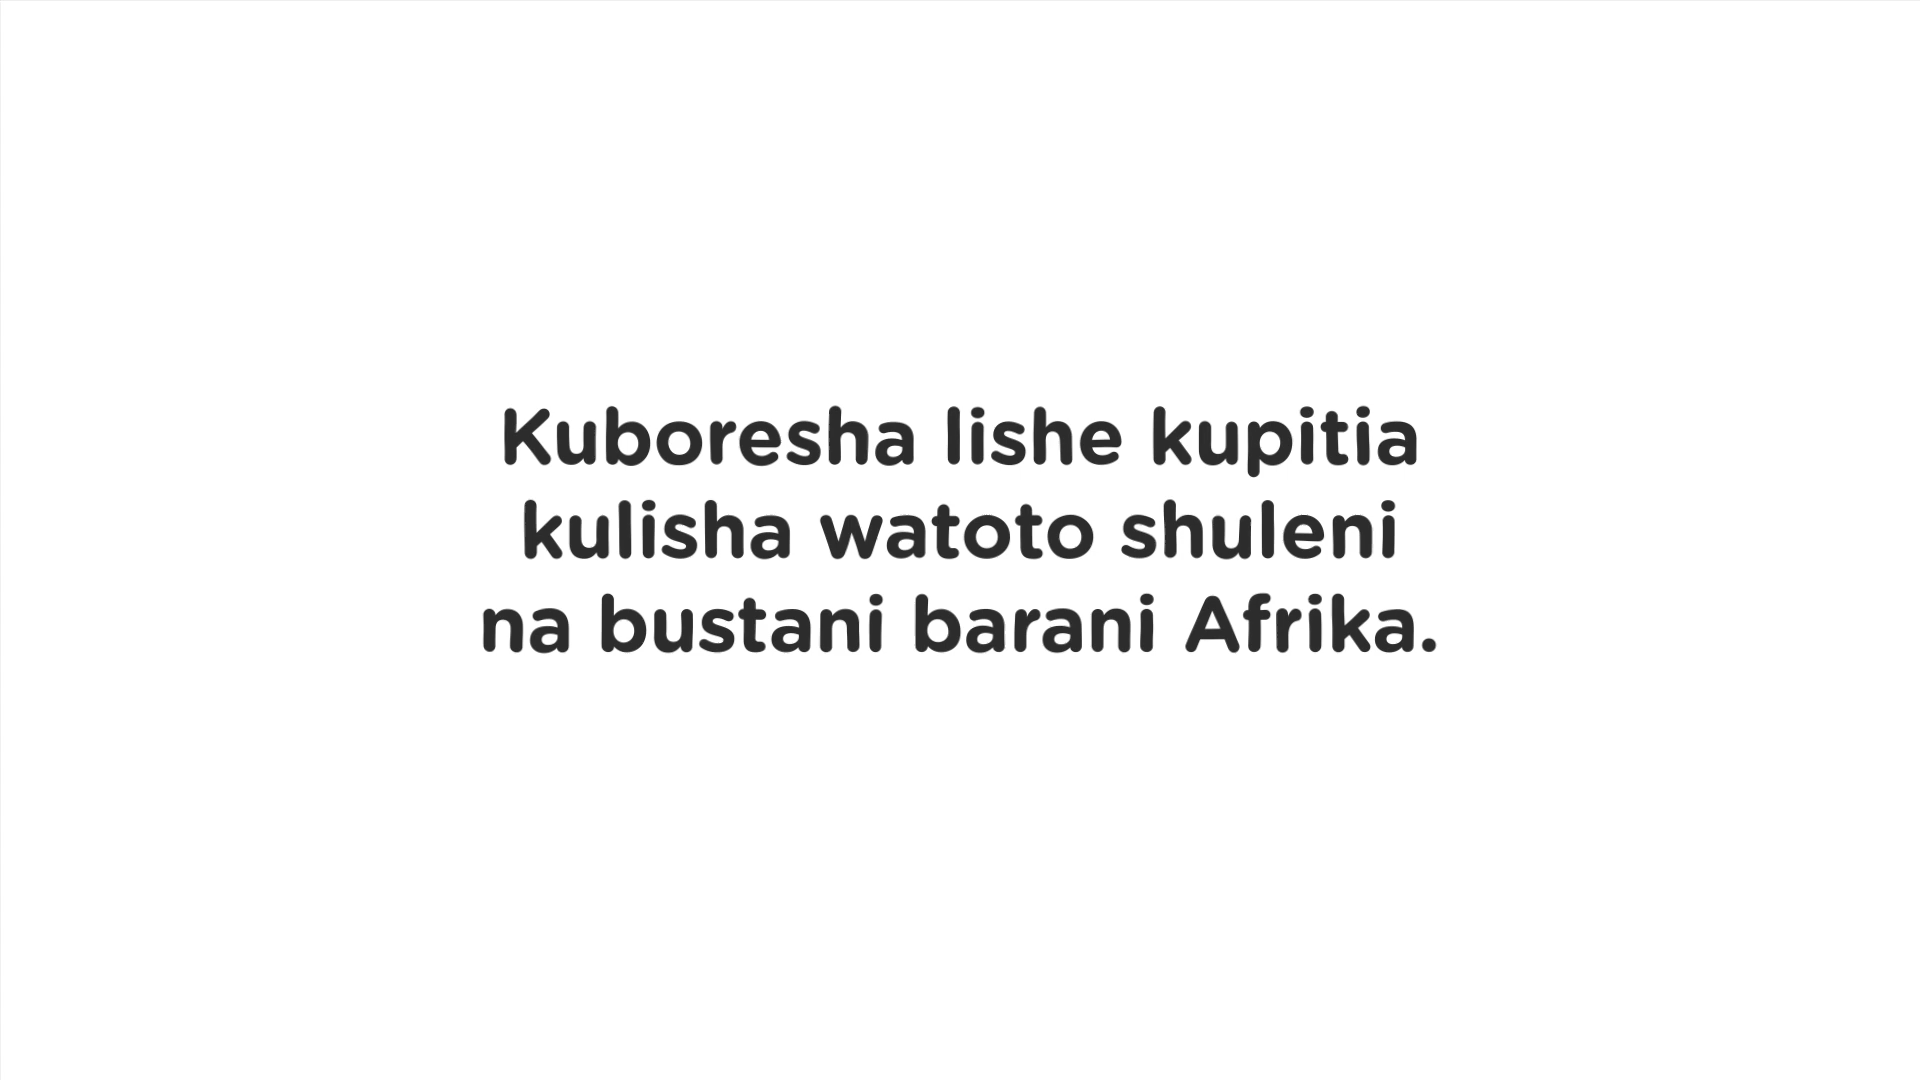 Kuboresha lishe kupitia
kulisha watoto shuleni
na bustani barani Afrika.